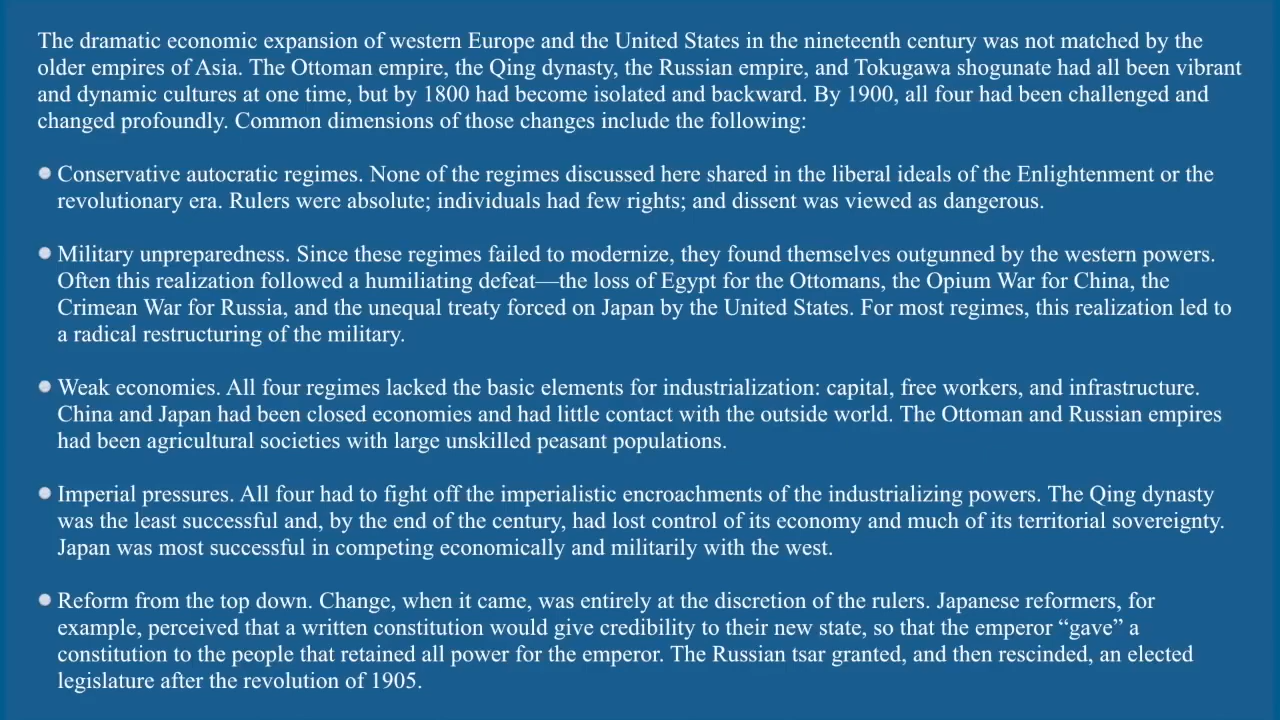 The dramatic economic expansion of western Europe and the United States in the nineteenth century was not matched by the
older empires of Asia. The Ottoman empire, the Qing dynasty, the Russian empire, and Tokugawa shogunate had all been vibrant
and dynamic cultures at one time, but by 1800 had become isolated and backward. By 1900, all four had been challenged and
changed profoundly. Common dimensions of those changes include the following:
● Conservative autocratic regimes. None of the regimes discussed here shared in the liberal ideals of the Enlightenment or the
revolutionary era. Rulers were absolute; individuals had few rights; and dissent was viewed as dangerous.
● Military unpreparedness. Since these regimes failed to modernize, they found themselves outgunned by the western powers.
Often this realization followed a humiliating defeat—the loss of Egypt for the Ottomans, the Opium War for China, the
Crimean War for Russia, and the unequal treaty forced on Japan by the United States. For most regimes, this realization led to
a radical restructuring of the military.
● Weak economies. All four regimes lacked the basic elements for industrialization: capital, free workers, and infrastructure.
China and Japan had been closed economies and had little contact with the outside world. The Ottoman and Russian empires
had been agricultural societies with large unskilled peasant populations.
● Imperial pressures. All four had to fight off the imperialistic encroachments of the industrializing powers. The Qing dynasty
was the least successful and, by the end of the century, had lost control of its economy and much of its territorial sovereignty.
Japan was most successful in competing economically and militarily with the west.
● Reform from the top down. Change, when it came, was entirely at the discretion of the rulers. Japanese reformers, for
example, perceived that a written constitution would give credibility to their new state, so that the emperor “gave” a
constitution to the people that retained all power for the emperor. The Russian tsar granted, and then rescinded, an elected
legislature after the revolution of 1905.